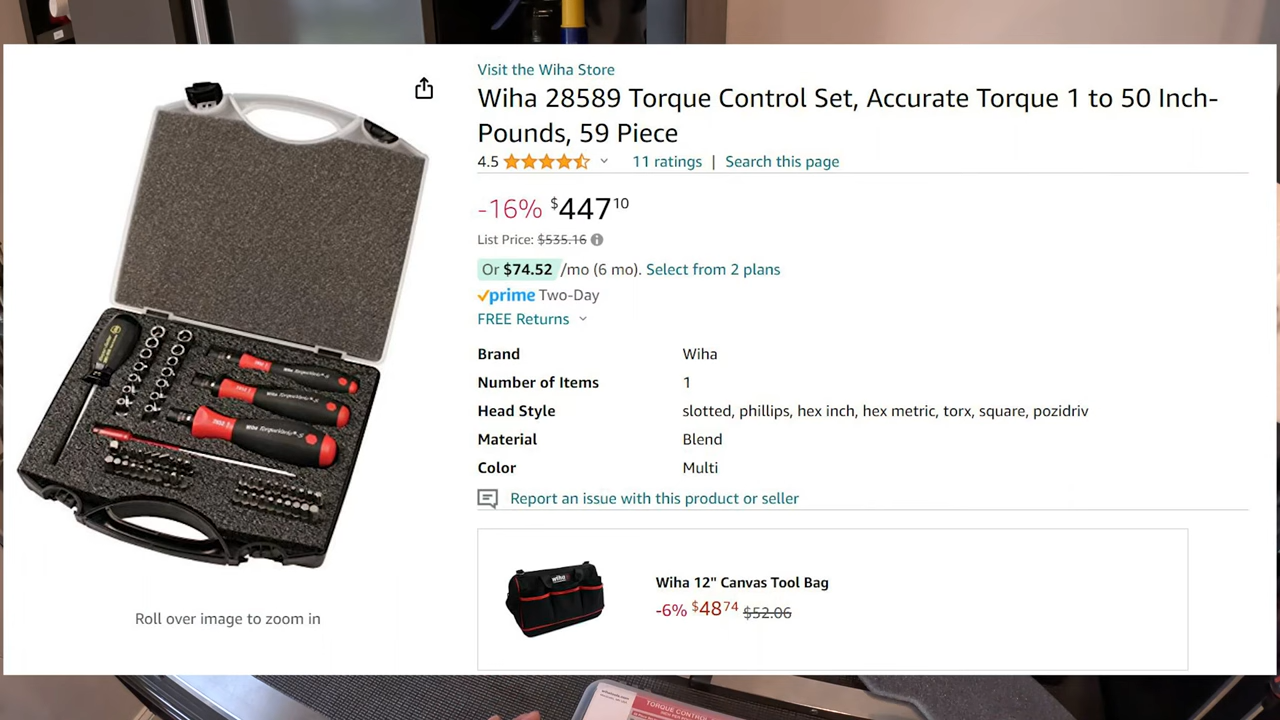 Visit the Wiha Store
Wiha 28589 Torque Control Set, Accurate Torque 1 to 50 Inch-
Pounds, 59 Piece
4.5 11 ratings | Search this page
-16% $447 10
List Price: $535.16
Or $74.52 /mo (6 mo). Select from 2 plans
prime Two-Day
FREE Returns
Brand Wiha
Number of Items 1
Head Style slotted, phillips, hex inch, hex metric, torx, square, pozidriv
Material Blend
Color Multi
Report an issue with this product or seller
wiha
Wiha 12" Canvas Tool Bag
-6% $48 74 $52.06
Roll over image to zoom in
TORQUE CONTROL